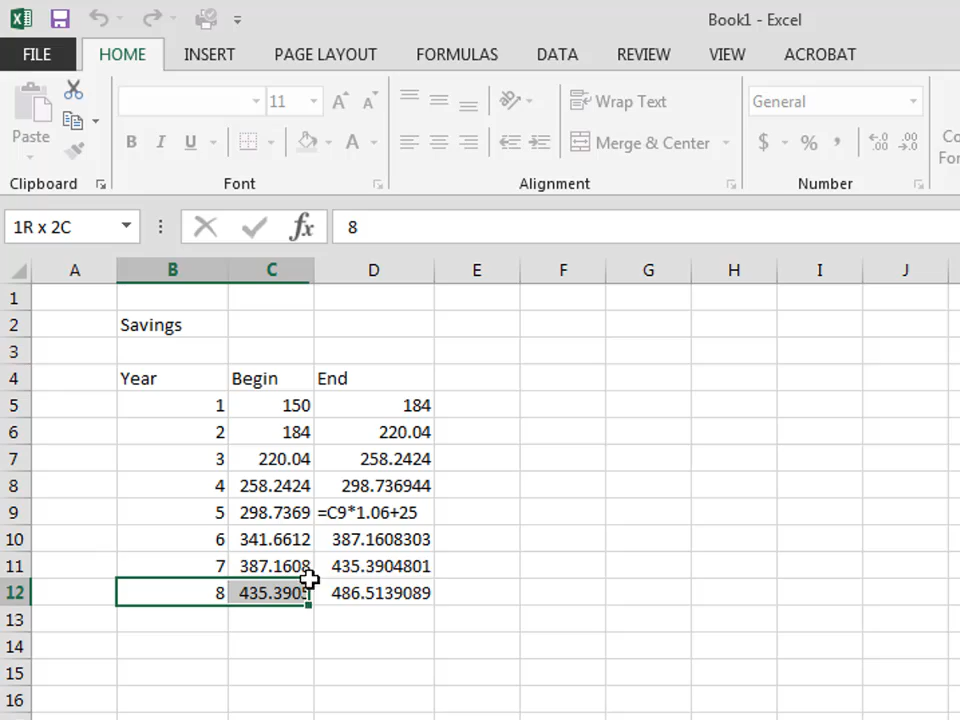 Book1 - Excel
FILE HOME INSERT PAGE LAYOUT FORMULAS DATA REVIEW VIEW ACROBAT
11 Wrap Text General
Paste B I U A Merge & Center $ % , .0 .00
Clipboard Font Alignment Number
1R x 2C fx 8
A B C D E F G H I J
1
2 Savings
3
4 Year Begin End
5 1 150 184
6 2 184 220.04
7 3 220.04 258.2424
8 4 258.2424 298.736944
9 5 298.7369 =C9*1.06+25
10 6 341.6612 387.1608303
11 7 387.1608 435.3904801
12 8 435.3905 486.5139089
13
14
15
16